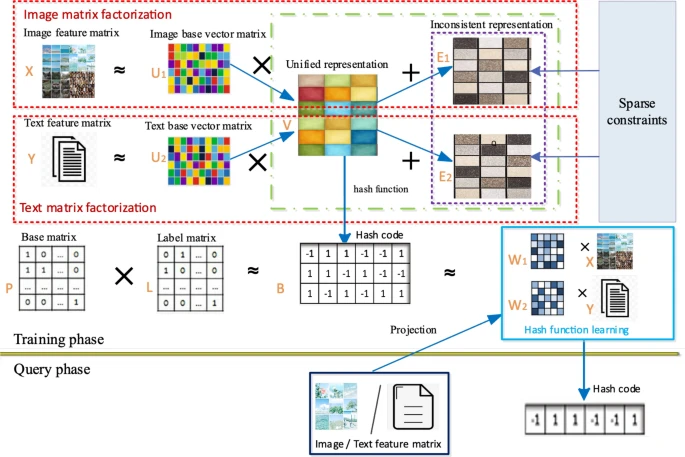 Image matrix factorization
Inconsistent representation
Image feature matrix
Image base vector matrix
Unified representation
X ≈ U1 × + E1
Sparse
constraints
Text feature matrix
Text base vector matrix
V
Y ≈ U2 × + E2
hash function
Text matrix factorization
Base matrix
Label matrix
Hash code
P
1 0 ... 0
1 1 ... 0
... ... ... ...
0 0 ... 1
×
L
0 1 ... 0
1 0 ... 0
... ... ... ...
0 0 ... 1
≈
B
-1 1 1 -1 1 1
1 1 -1 1 -1 -1
1 -1 1 -1 1 1
≈
W1 × X
W2 × Y
Hash function learning
Projection
Training phase
Query phase
Hash code
-1 1 1 1 -1 1
Image / Text feature matrix